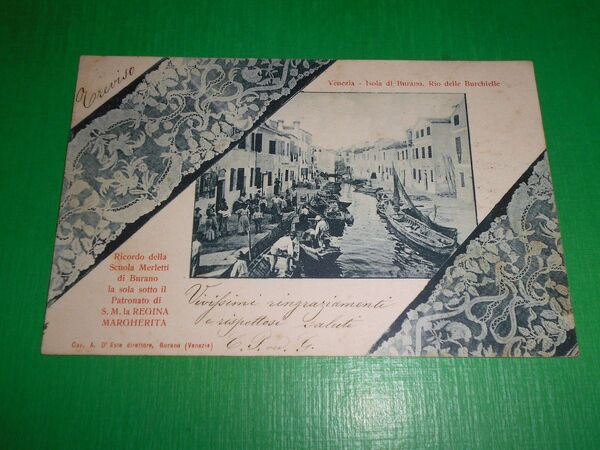 Treviso
Venezia - Isola di Burano. Rio delle Burchielle
Ricordo della
Scuola Merletti
di Burano
la sola sotto il
Patronato di
S. M. la REGINA
MARGHERITA
Vivissimi ringraziamenti
e rispettosi saluti
Cav. A. D'Este direttore, Burano (Venezia)